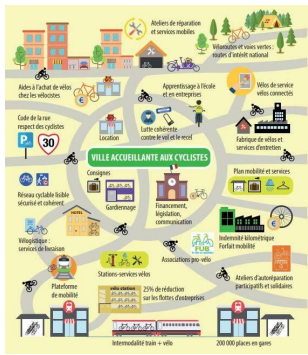 Ateliers de réparation
et services mobiles
Véloroutes et voies vertes :
routes d'intérêt national
Aides à l'achat de vélos
chez les vélocistes
Apprentissage à l'école
et en entreprises
Vélos de service
vélos connectés
Code de la rue
respect des cyclistes
P
30
Location
Lutte cohérente
contre le vol et le recel
Fabrique de vélos
et services d'entretien
VILLE ACCUEILLANTE AUX CYCLISTES
Consignes
Plan mobilité et services
Réseau cyclable lisible
sécurisé et cohérent
Gardiennage
Financement,
législation,
communication
HOTEL
Indemnité kilométrique
Forfait mobilité
Vélogistique :
services de livraison
FUB
Associations pro-vélo
Stations-services vélos
Ateliers d'autoréparation
participatifs et solidaires
Plateforme
de mobilité
vélo station
25% de réduction
sur les flottes d'entreprises
Intermodalité train + vélo
200 000 places en gares